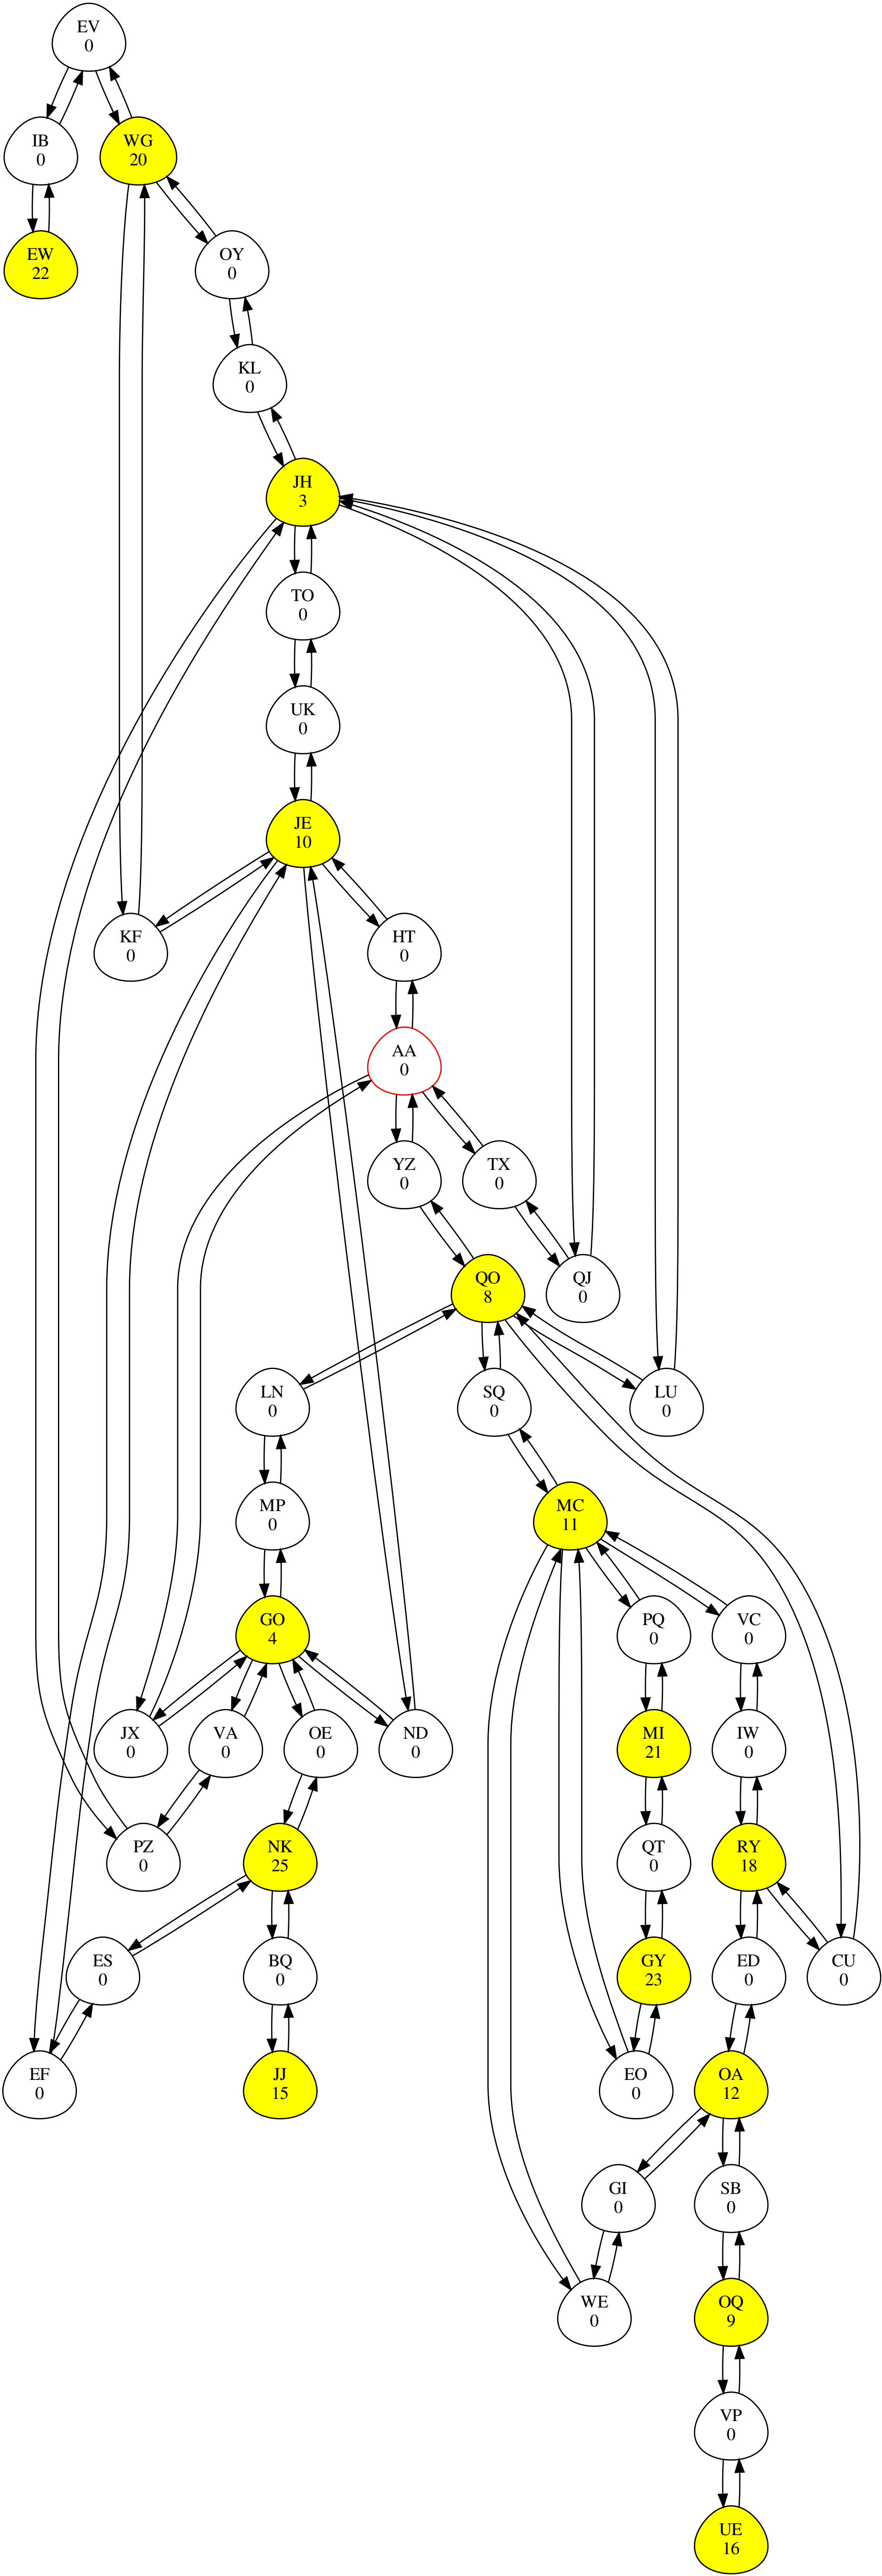 EV
0
IB
0
WG
20
EW
22
OY
0
KL
0
JH
3
TO
0
UK
0
JE
10
KF
0
HT
0
AA
0
YZ
0
TX
0
QO
8
QJ
0
LN
0
SQ
0
LU
0
MP
0
MC
11
GO
4
PQ
0
VC
0
JX
0
VA
0
OE
0
ND
0
MI
21
IW
0
PZ
0
NK
25
QT
0
RY
18
ES
0
BQ
0
GY
23
ED
0
CU
0
EF
0
JJ
15
EO
0
OA
12
GI
0
SB
0
WE
0
OQ
9
VP
0
UE
16